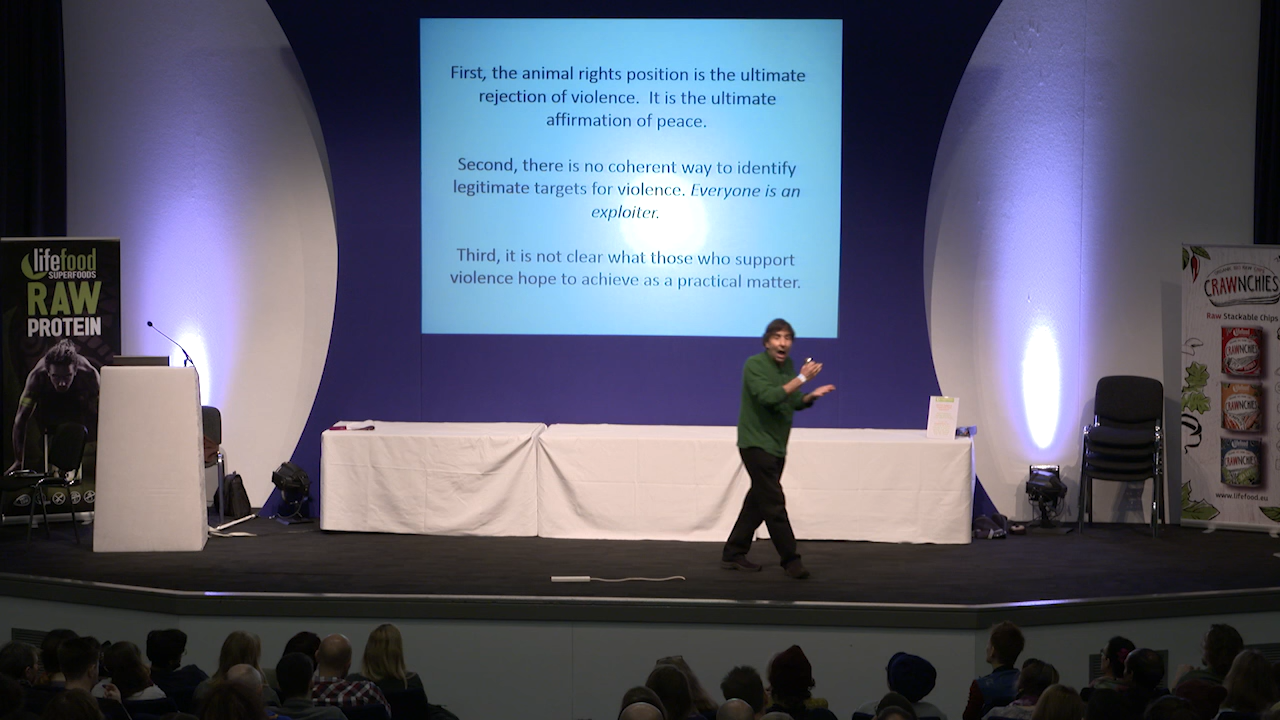 First, the animal rights position is the ultimate
rejection of violence.  It is the ultimate
affirmation of peace.
Second, there is no coherent way to identify
legitimate targets for violence. Everyone is an
exploiter.
Third, it is not clear what those who support
violence hope to achieve as a practical matter.
lifefood
SUPERFOODS
RAW
PROTEIN
CRAWNCHIES
Raw Stackable Chips
CRAWNCHIES
CRAWNCHIES
CRAWNCHIES
www.lifefood.eu